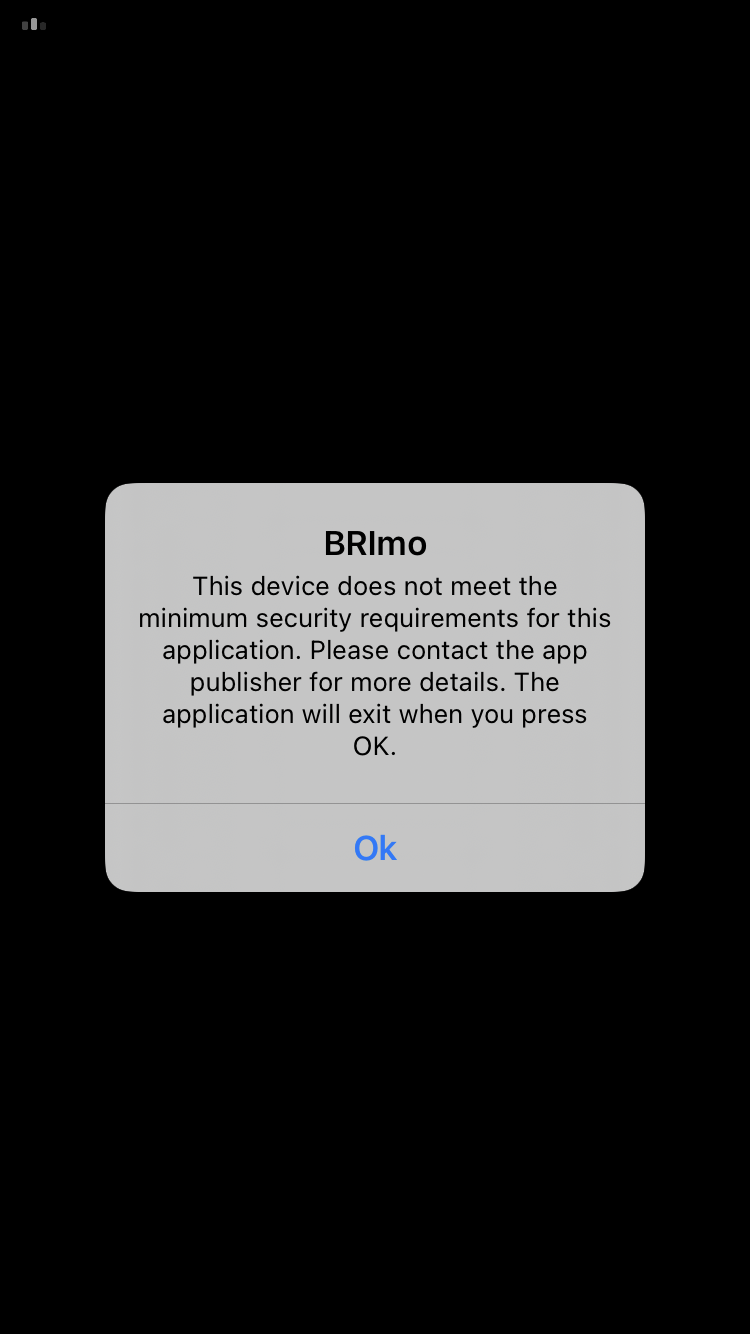 BRImo
This device does not meet the
minimum security requirements for this
application. Please contact the app
publisher for more details. The
application will exit when you press
OK.
Ok